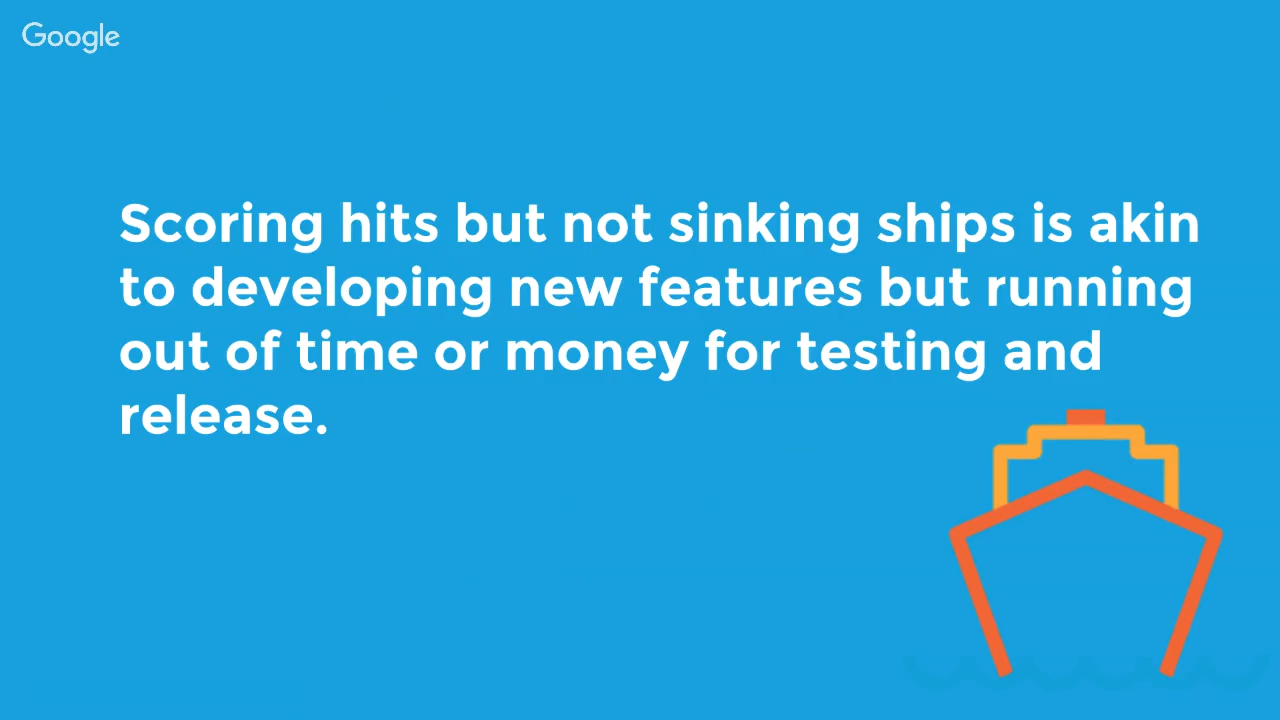 Google
Scoring hits but not sinking ships is akin
to developing new features but running
out of time or money for testing and
release.